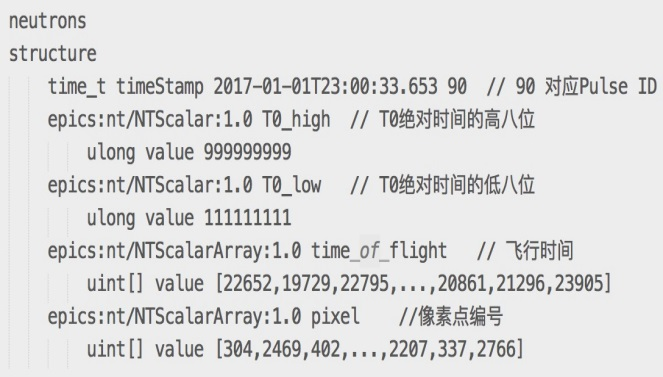 neutrons
structure
time_t timeStamp 2017-01-01T23:00:33.653 90 // 90 对应Pulse ID
epics:nt/NTScalar:1.0 T0_high // T0绝对时间的高八位
ulong value 999999999
epics:nt/NTScalar:1.0 T0_low // T0绝对时间的低八位
ulong value 111111111
epics:nt/NTScalarArray:1.0 time_of_flight // 飞行时间
uint[] value [22652,19729,22795,...,20861,21296,23905]
epics:nt/NTScalarArray:1.0 pixel //像素点编号
uint[] value [304,2469,402,...,2207,337,2766]